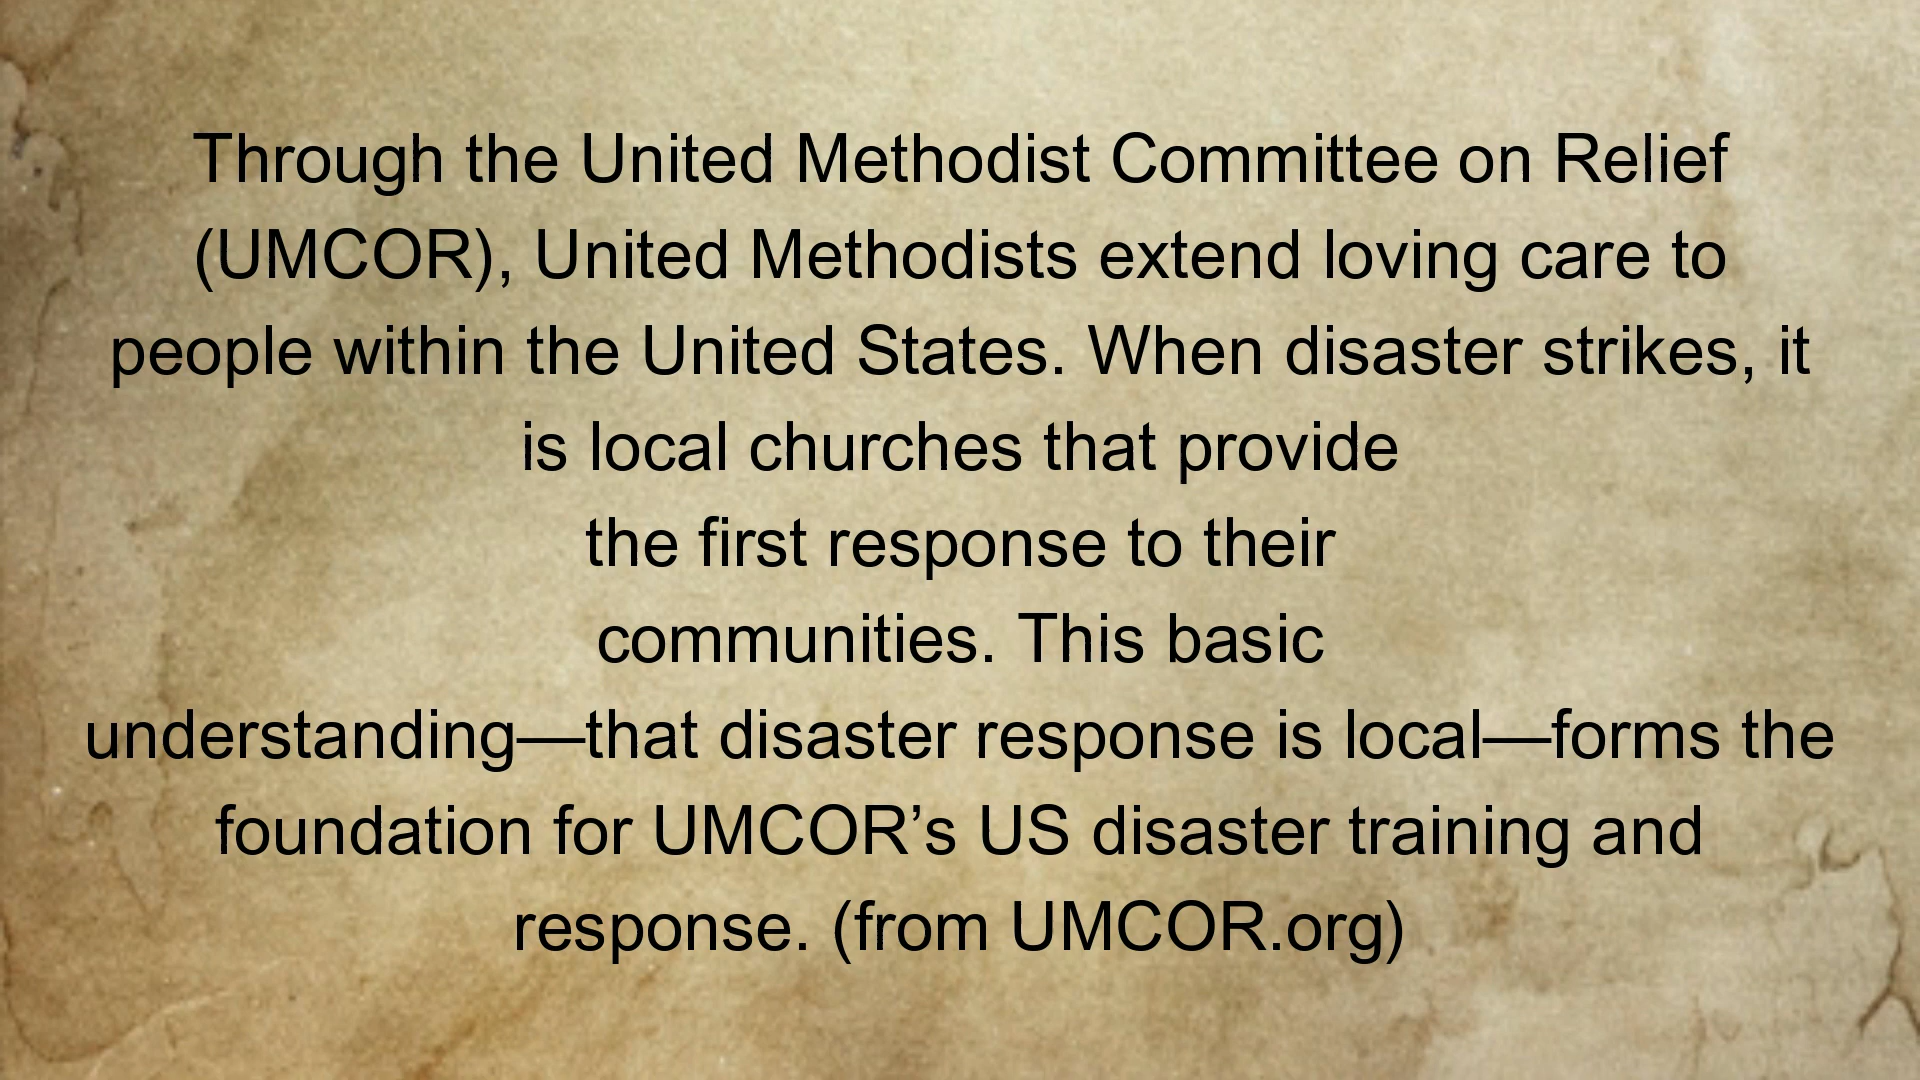 Through the United Methodist Committee on Relief
(UMCOR), United Methodists extend loving care to
people within the United States. When disaster strikes, it
is local churches that provide
the first response to their
communities. This basic
understanding—that disaster response is local—forms the
foundation for UMCOR’s US disaster training and
response. (from UMCOR.org)